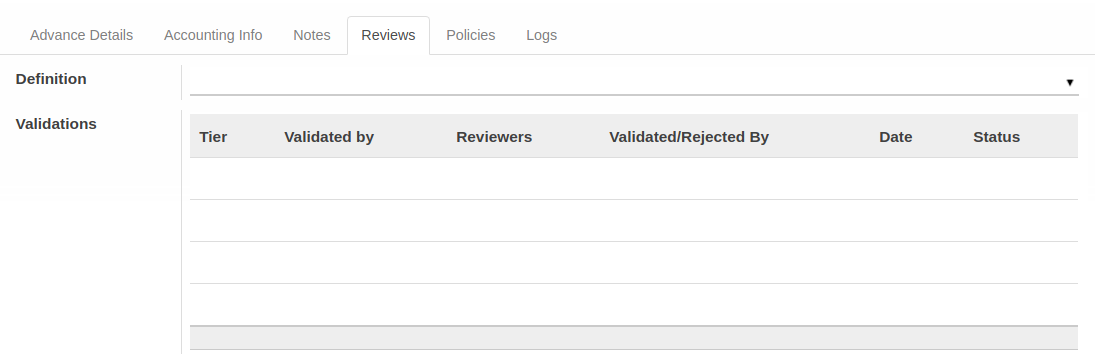 Advance Details Accounting Info Notes Reviews Policies Logs
Definition
Validations
Tier Validated by Reviewers Validated/Rejected By Date Status